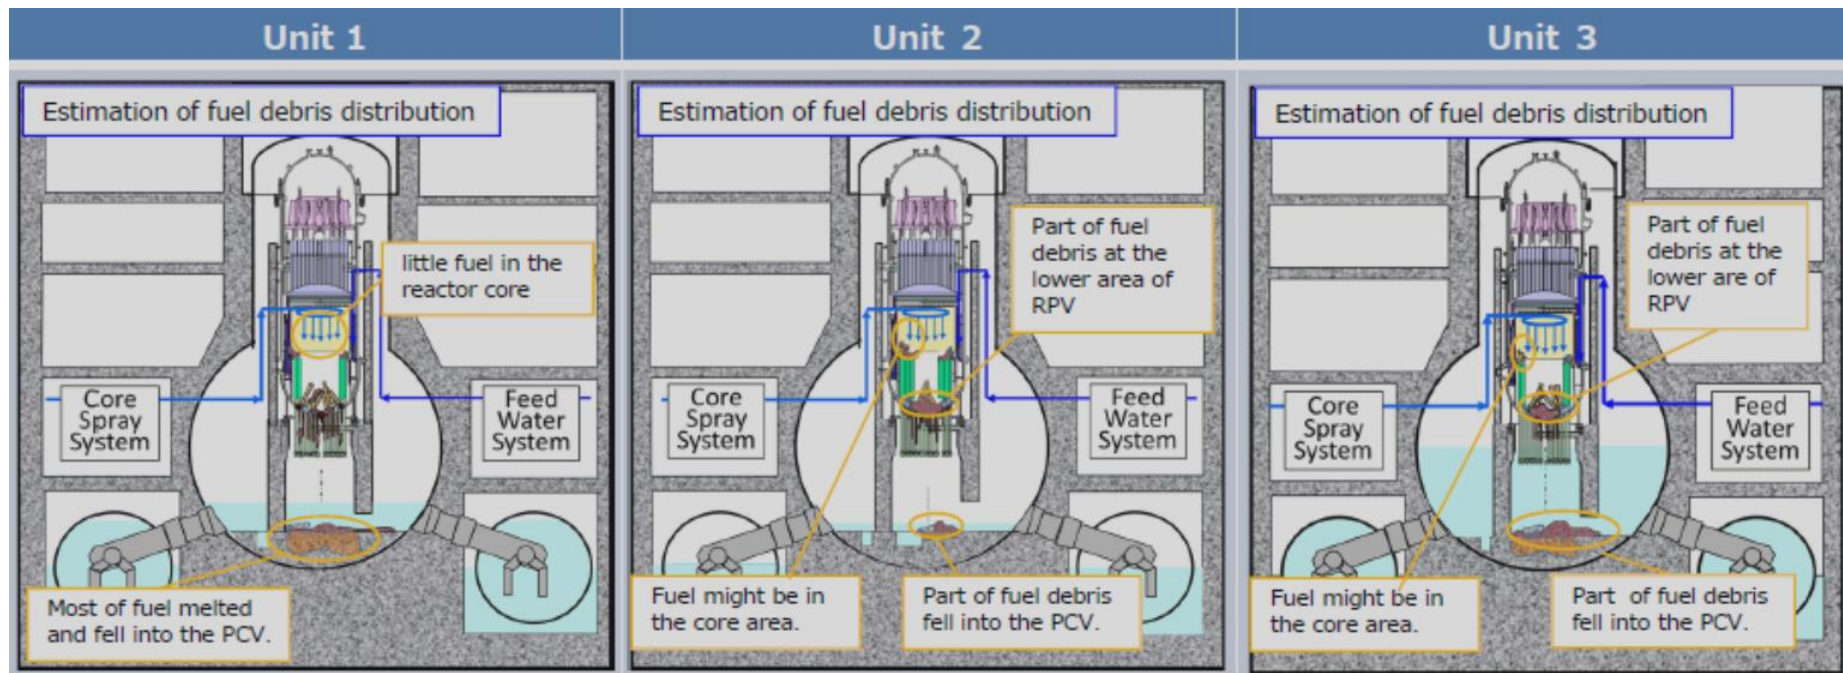 Unit 1
Estimation of fuel debris distribution
little fuel in the
reactor core
Core
Spray
System
Feed
Water
System
Most of fuel melted
and fell into the PCV.
Unit 2
Estimation of fuel debris distribution
Part of fuel
debris at the
lower area of
RPV
Core
Spray
System
Feed
Water
System
Fuel might be in
the core area.
Part of fuel debris
fell into the PCV.
Unit 3
Estimation of fuel debris distribution
Part of fuel
debris at the
lower are of
RPV
Core
Spray
System
Feed
Water
System
Fuel might be in
the core area.
Part of fuel debris
fell into the PCV.